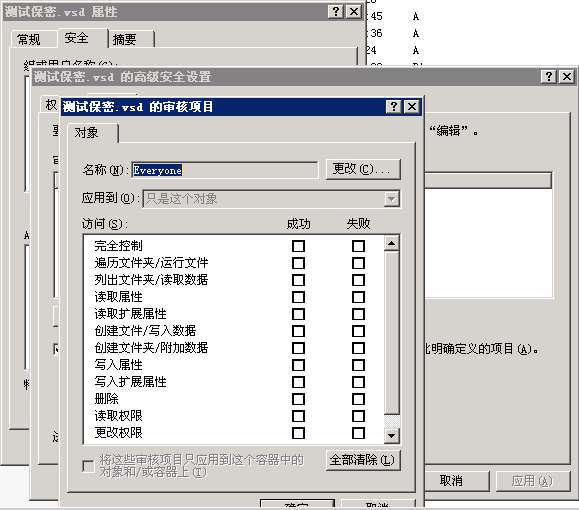 测试保密.vsd 属性
:45 A
常规 安全 摘要
:36 A
24 A
测试保密.vsd 的高级安全设置
测试保密.vsd 的审核项目
对象
“编辑”。
名称(N): Everyone 更改(C)...
应用到(O): 只是这个对象
访问(S): 成功 失败
完全控制
遍历文件夹/运行文件
列出文件夹/读取数据
读取属性
读取扩展属性
创建文件/写入数据
创建文件夹/附加数据
比明确定义的项目(A)。
写入属性
写入扩展属性
删除
读取权限
更改权限
将这些审核项目只应用到这个容器中的
对象和/或容器上(T)
全部清除(L)
取消 应用(A)
确定 取消